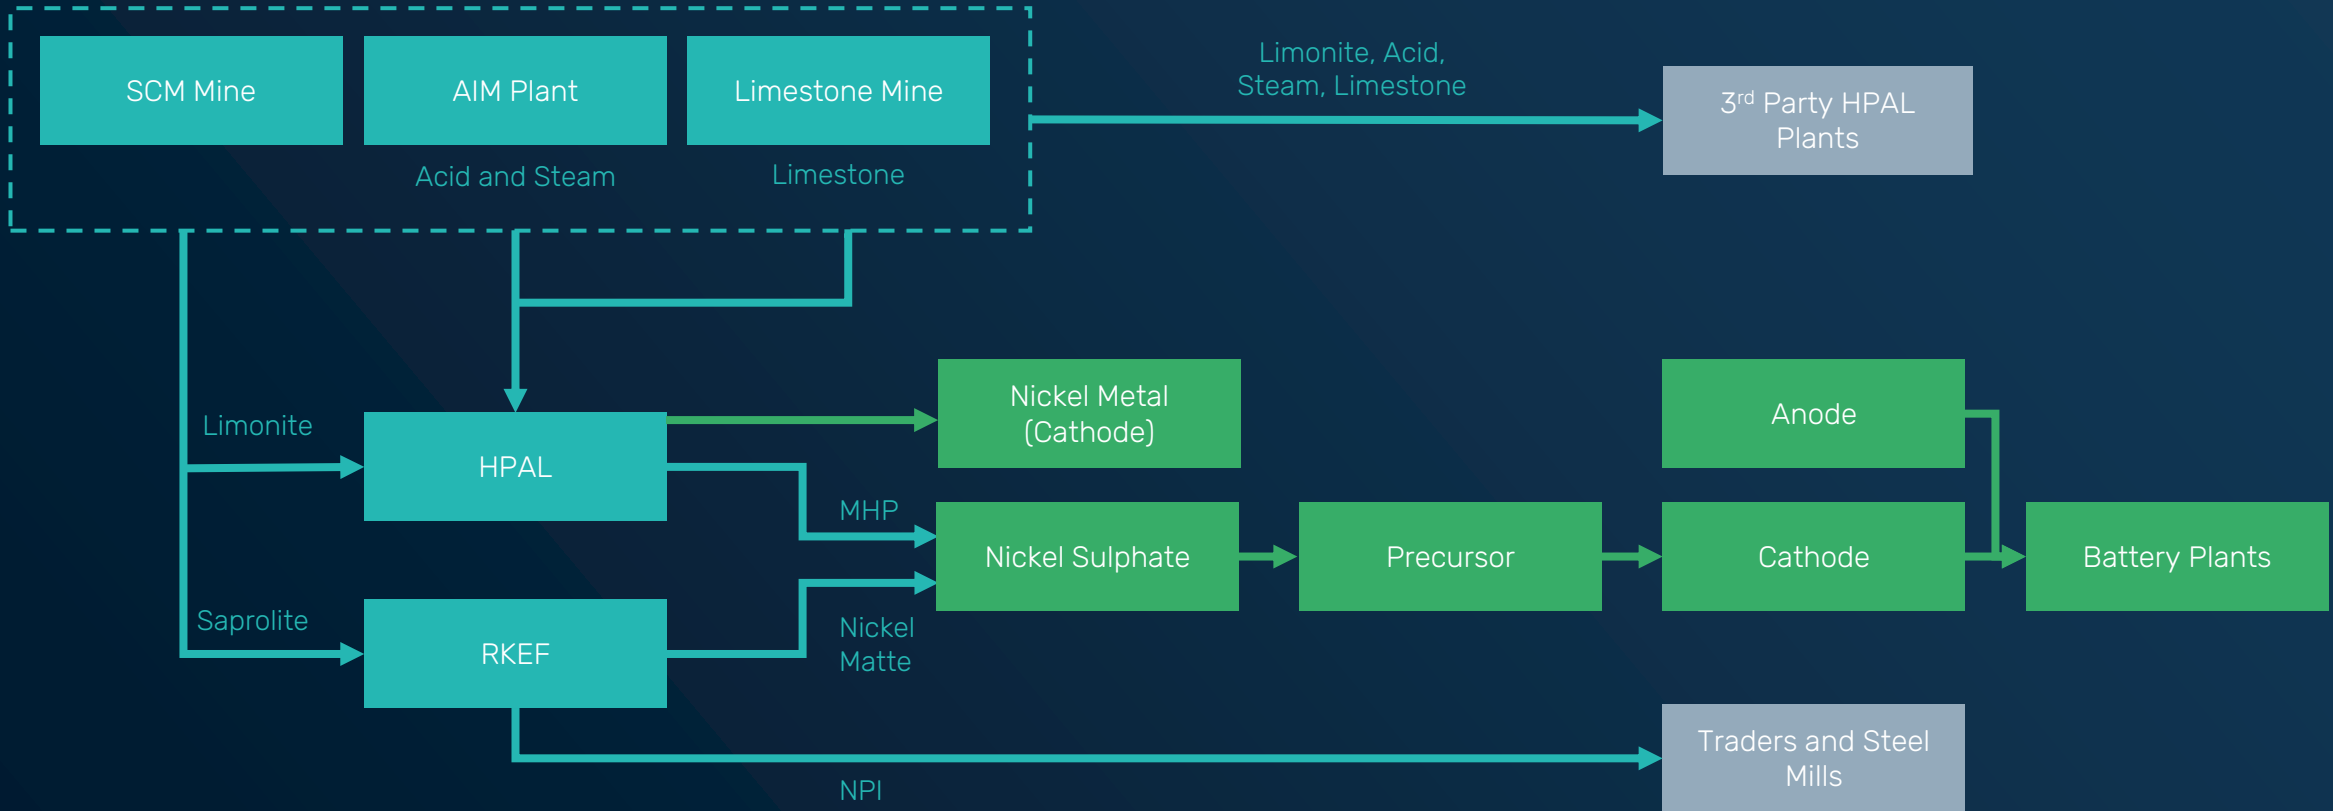 SCM Mine
AIM Plant
Limestone Mine
Acid and Steam
Limestone
Limonite, Acid,
Steam, Limestone
3rd Party HPAL
Plants
Limonite
HPAL
Nickel Metal
(Cathode)
Anode
MHP
Nickel Sulphate
Precursor
Cathode
Battery Plants
Saprolite
RKEF
Nickel
Matte
Traders and Steel
Mills
NPI